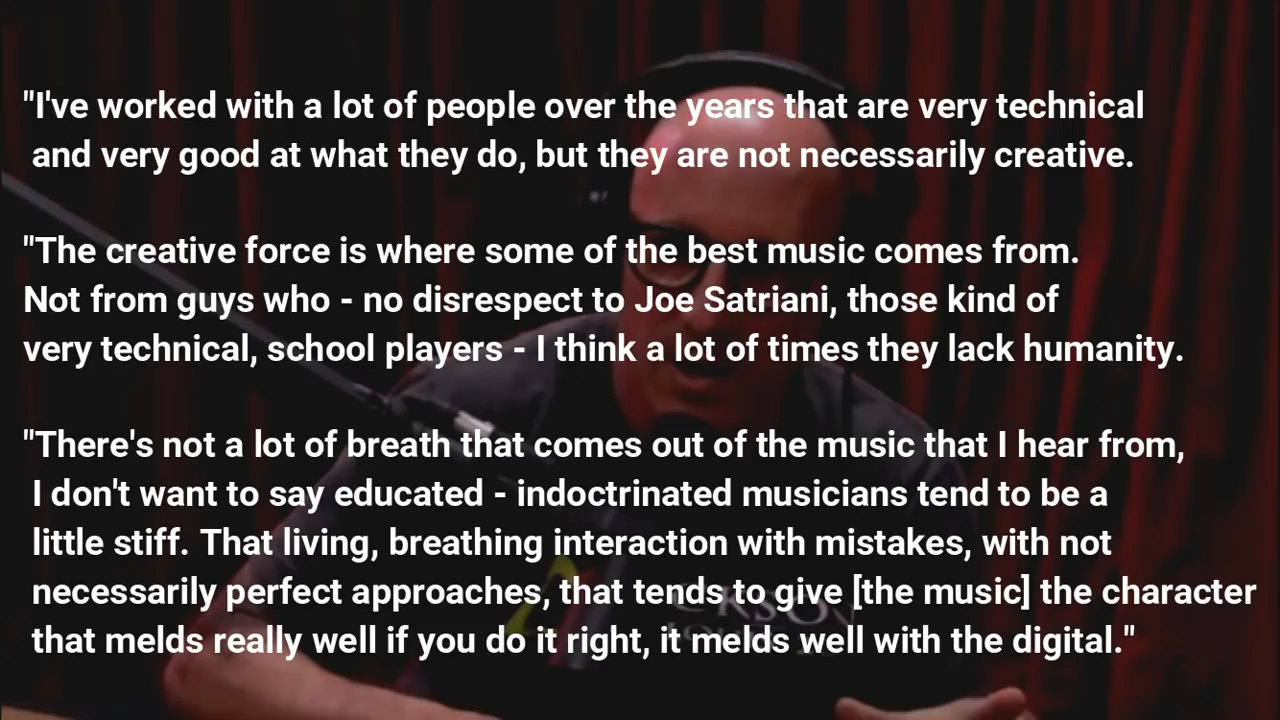 "I've worked with a lot of people over the years that are very technical
and very good at what they do, but they are not necessarily creative.
"The creative force is where some of the best music comes from.
Not from guys who - no disrespect to Joe Satriani, those kind of
very technical, school players - I think a lot of times they lack humanity.
"There's not a lot of breath that comes out of the music that I hear from,
I don't want to say educated - indoctrinated musicians tend to be a
little stiff. That living, breathing interaction with mistakes, with not
necessarily perfect approaches, that tends to give [the music] the character
that melds really well if you do it right, it melds well with the digital."